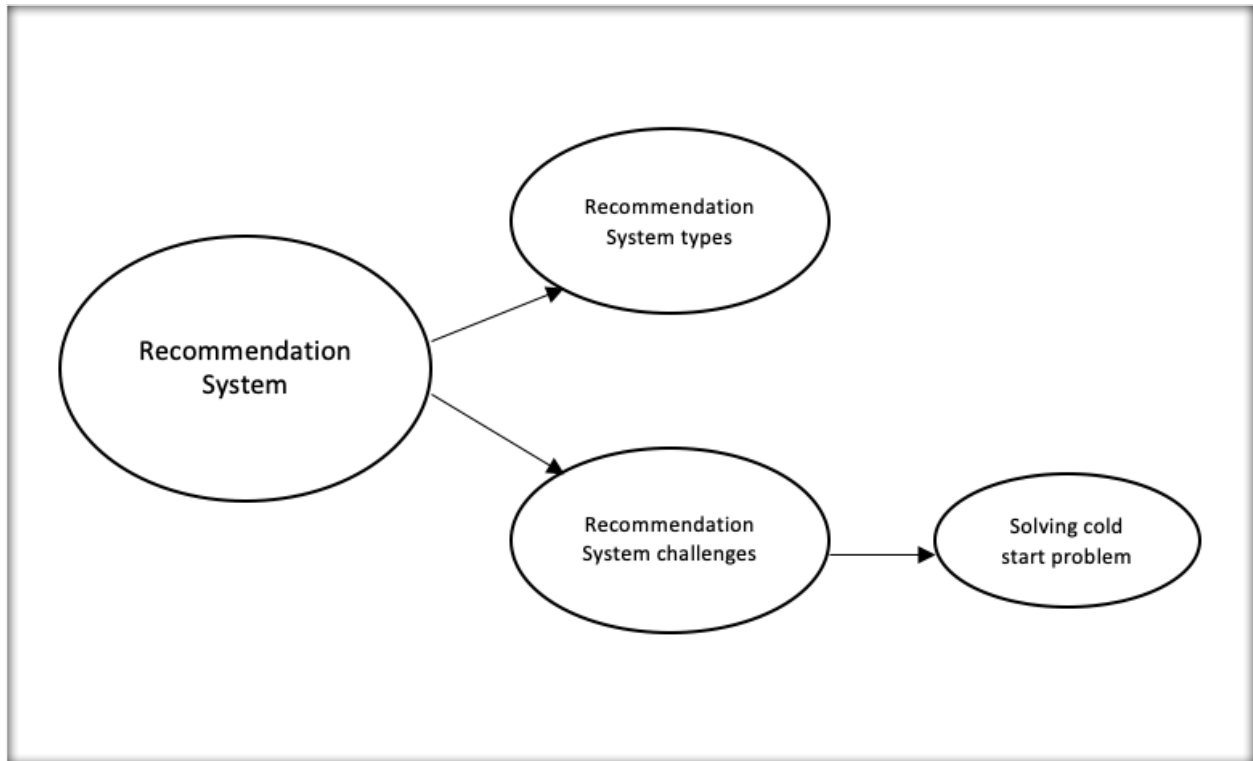 Recommendation
System
Recommendation
System types
Recommendation
System challenges
Solving cold
start problem